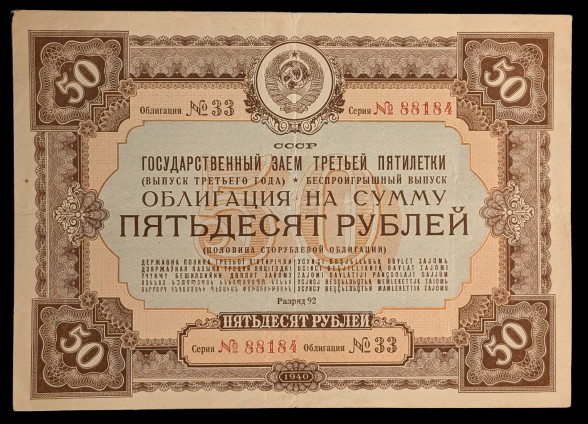 50 50
Облигация № 33 Серия № 88184
СССР
ГОСУДАРСТВЕННЫЙ ЗАЕМ ТРЕТЬЕЙ ПЯТИЛЕТКИ
(ВЫПУСК ТРЕТЬЕГО ГОДА) ★ БЕСПРОИГРЫШНЫЙ ВЫПУСК
ОБЛИГАЦИЯ НА СУММУ
50
ПЯТЬДЕСЯТ РУБЛЕЙ
(ПОЛОВИНА СТОРУБЛЕВОЙ ОБЛИГАЦИИ)
Разряд 92
ПЯТЬДЕСЯТ РУБЛЕЙ
Серия № 88184 Облигация № 33
50 1940 50